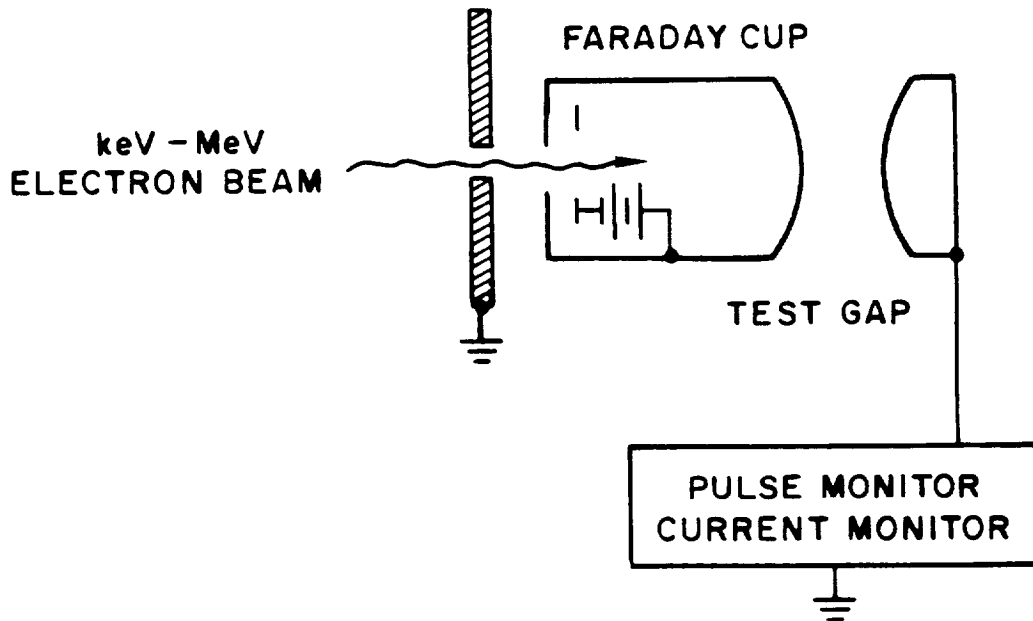 FARADAY CUP
keV – MeV
ELECTRON BEAM
TEST GAP
PULSE MONITOR
CURRENT MONITOR